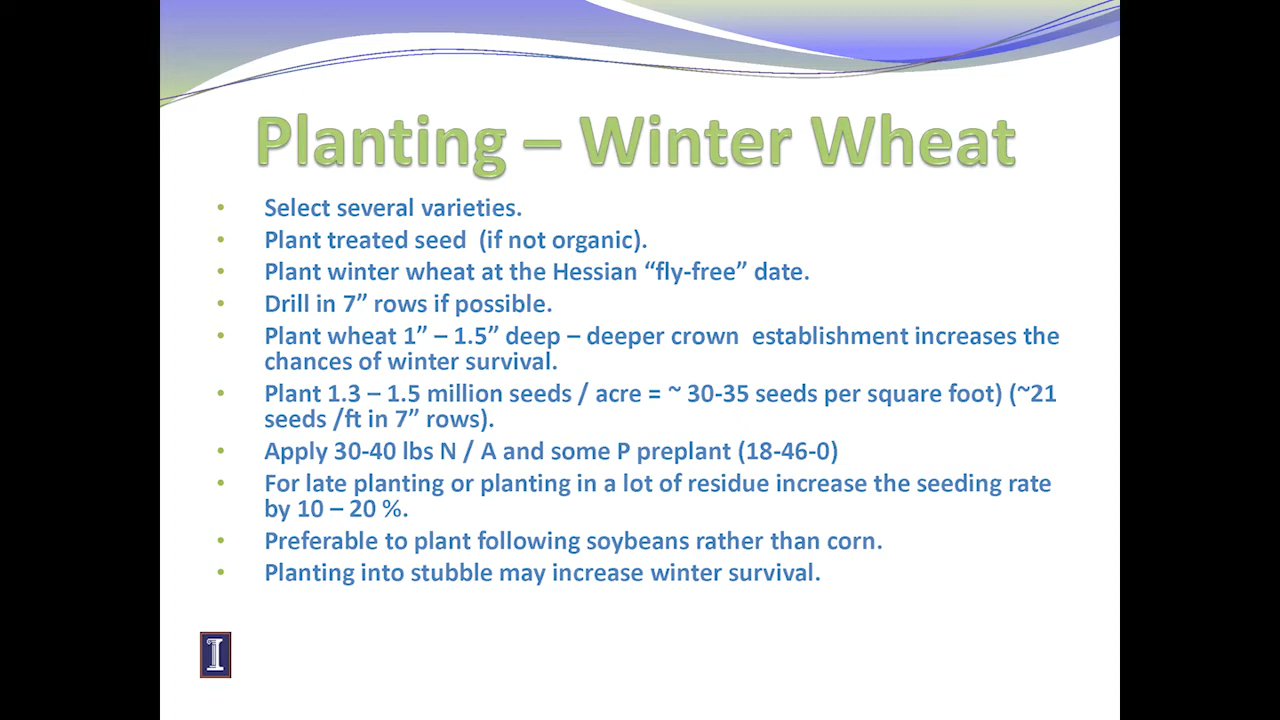 Planting – Winter Wheat
• Select several varieties.
• Plant treated seed  (if not organic).
• Plant winter wheat at the Hessian “fly-free” date.
• Drill in 7” rows if possible.
• Plant wheat 1” – 1.5” deep – deeper crown  establishment increases the
chances of winter survival.
• Plant 1.3 – 1.5 million seeds / acre = ~ 30-35 seeds per square foot) (~21
seeds /ft in 7” rows).
• Apply 30-40 lbs N / A and some P preplant (18-46-0)
• For late planting or planting in a lot of residue increase the seeding rate
by 10 – 20 %.
• Preferable to plant following soybeans rather than corn.
• Planting into stubble may increase winter survival.
I